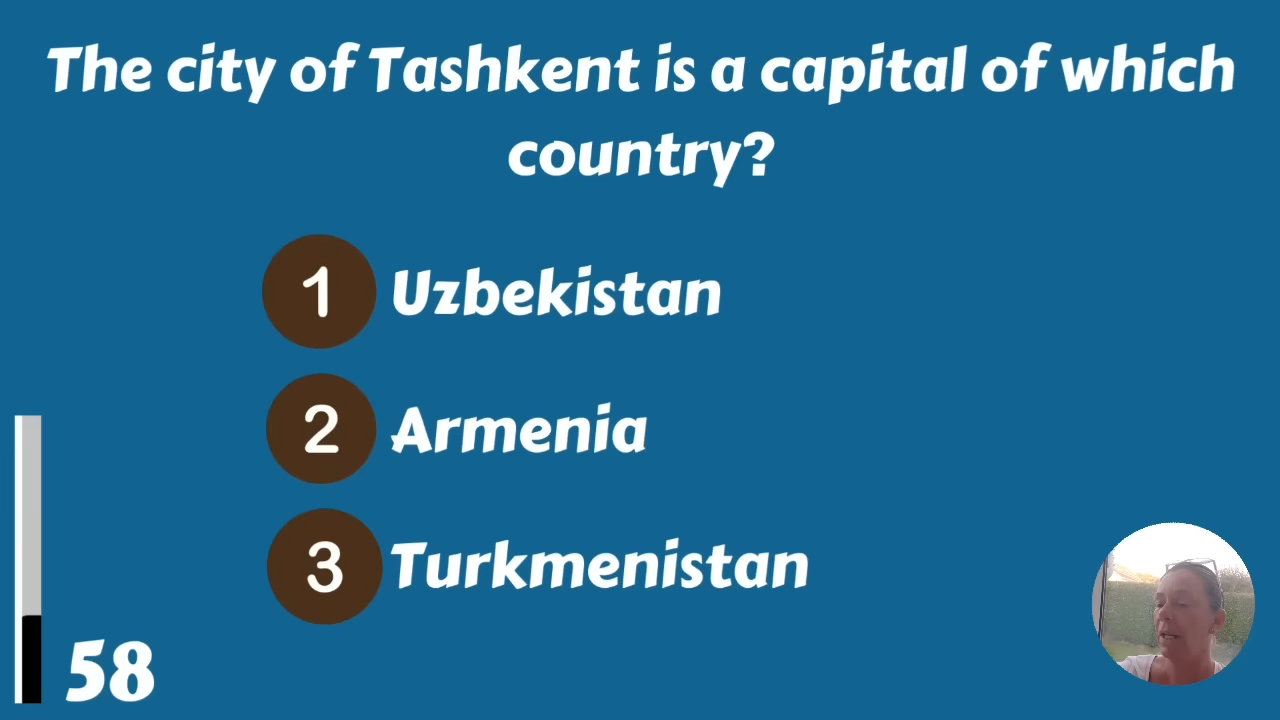 The city of Tashkent is a capital of which
country?
1 Uzbekistan
2 Armenia
3 Turkmenistan
58